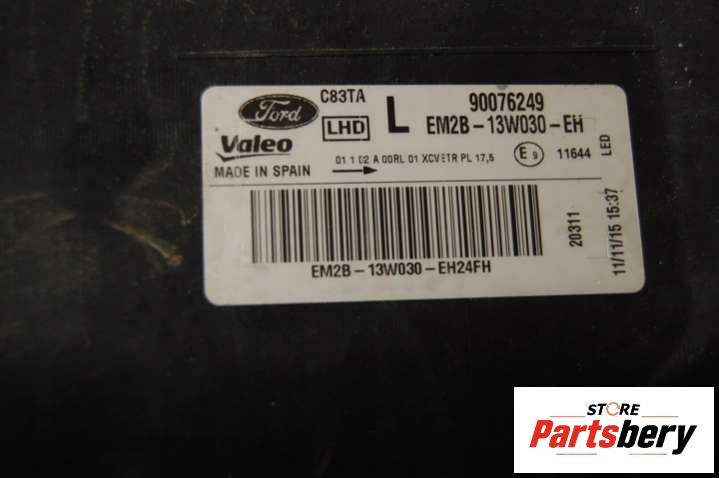 Ford
C83TA
LHD
L
90076249
EM2B-13W030-EH
Valeo
MADE IN SPAIN
01 1 02 A 00RL 01 XCVETR PL 17,5
E 9
11644
LED
EM2B-13W030-EH24FH
20311
11/11/15 15:37
STORE
Partsbery